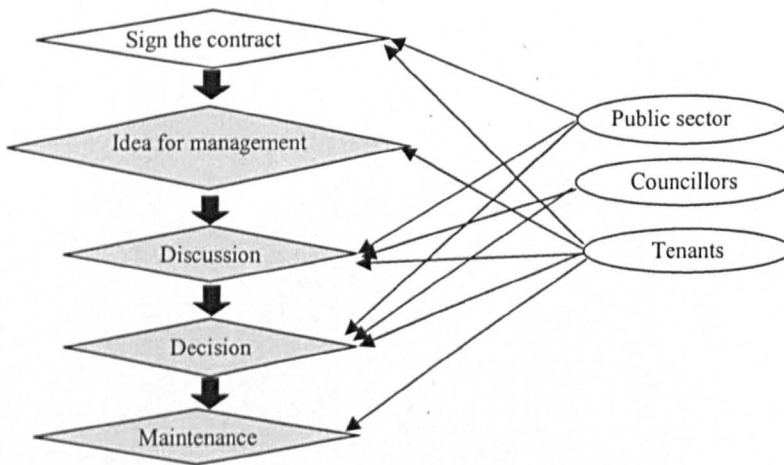 Sign the contract
Idea for management
Discussion
Decision
Maintenance
Public sector
Councillors
Tenants